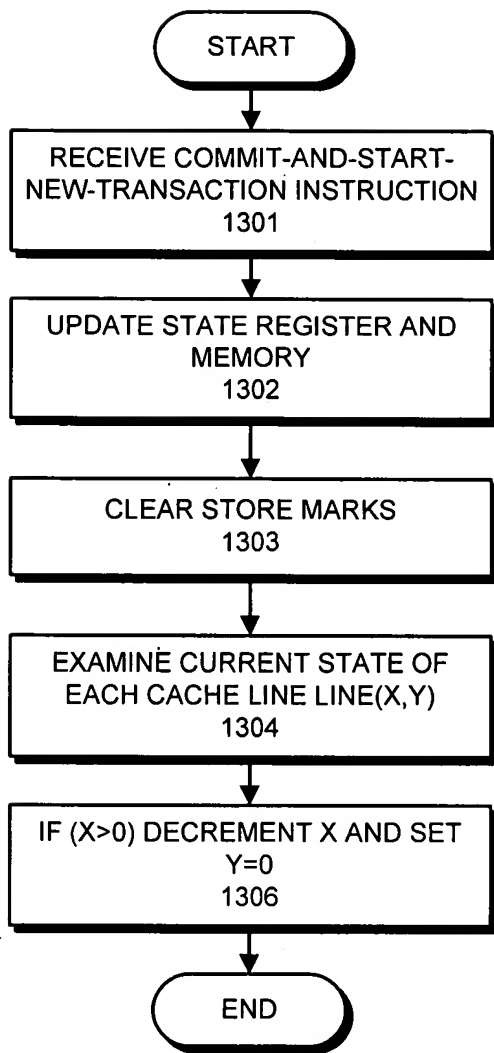 START
RECEIVE COMMIT-AND-START-
NEW-TRANSACTION INSTRUCTION
1301
UPDATE STATE REGISTER AND
MEMORY
1302
CLEAR STORE MARKS
1303
EXAMINE CURRENT STATE OF
EACH CACHE LINE LINE(X,Y)
1304
IF (X>0) DECREMENT X AND SET
Y=0
1306
END